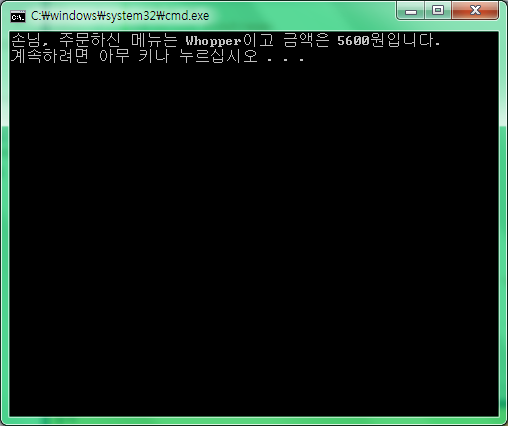 C:₩windows₩system32₩cmd.exe
손님, 주문하신 메뉴는 Whopper이고 금액은 5600원입니다.
계속하려면 아무 키나 누르십시오 . . .